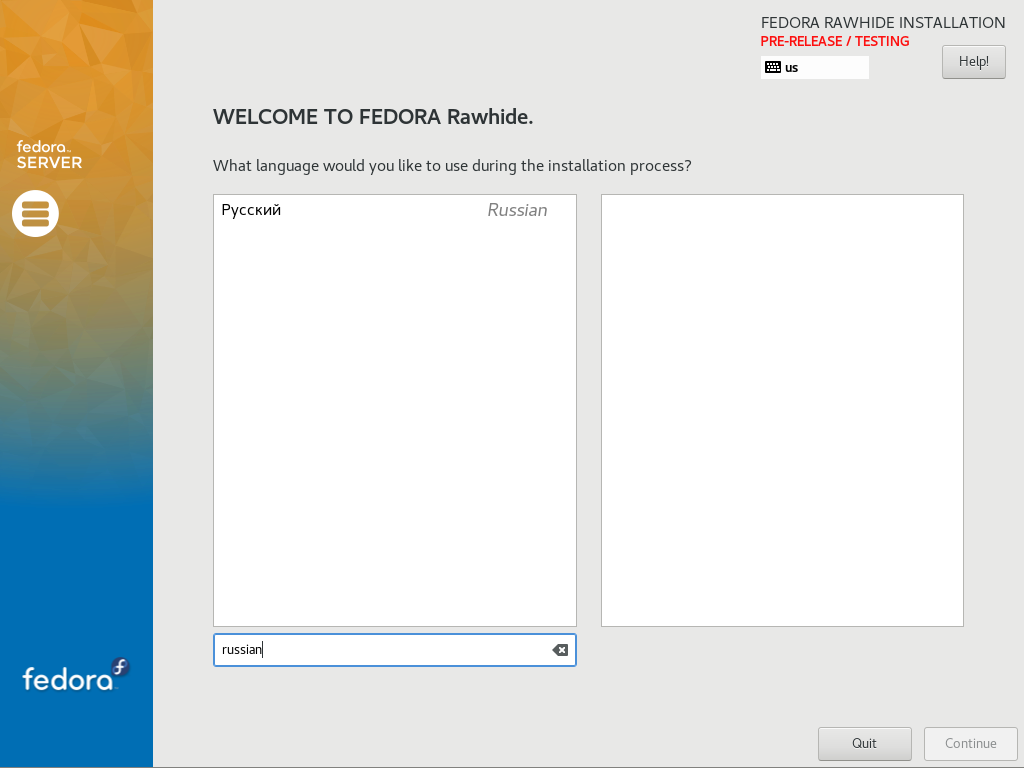 FEDORA RAWHIDE INSTALLATION
PRE-RELEASE / TESTING
us
Help!
fedora
SERVER
WELCOME TO FEDORA Rawhide.
What language would you like to use during the installation process?
Русский Russian
russian
fedora
Quit
Continue